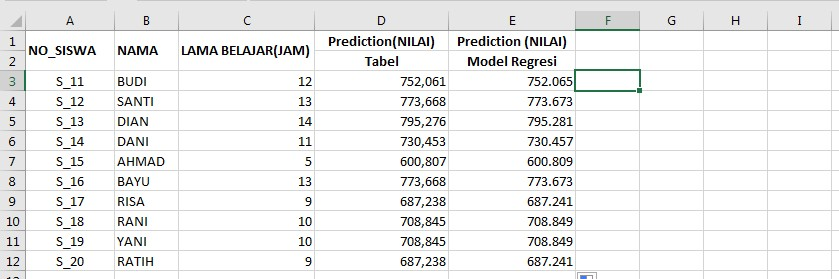 A B C D E F G H I
1 NO_SISWA NAMA LAMA BELAJAR(JAM) Prediction(NILAI) Prediction (NILAI)
2 Tabel Model Regresi
3 S_11 BUDI 12 752,061 752.065
4 S_12 SANTI 13 773,668 773.673
5 S_13 DIAN 14 795,276 795.281
6 S_14 DANI 11 730,453 730.457
7 S_15 AHMAD 5 600,807 600.809
8 S_16 BAYU 13 773,668 773.673
9 S_17 RISA 9 687,238 687.241
10 S_18 RANI 10 708,845 708.849
11 S_19 YANI 10 708,845 708.849
12 S_20 RATIH 9 687,238 687.241